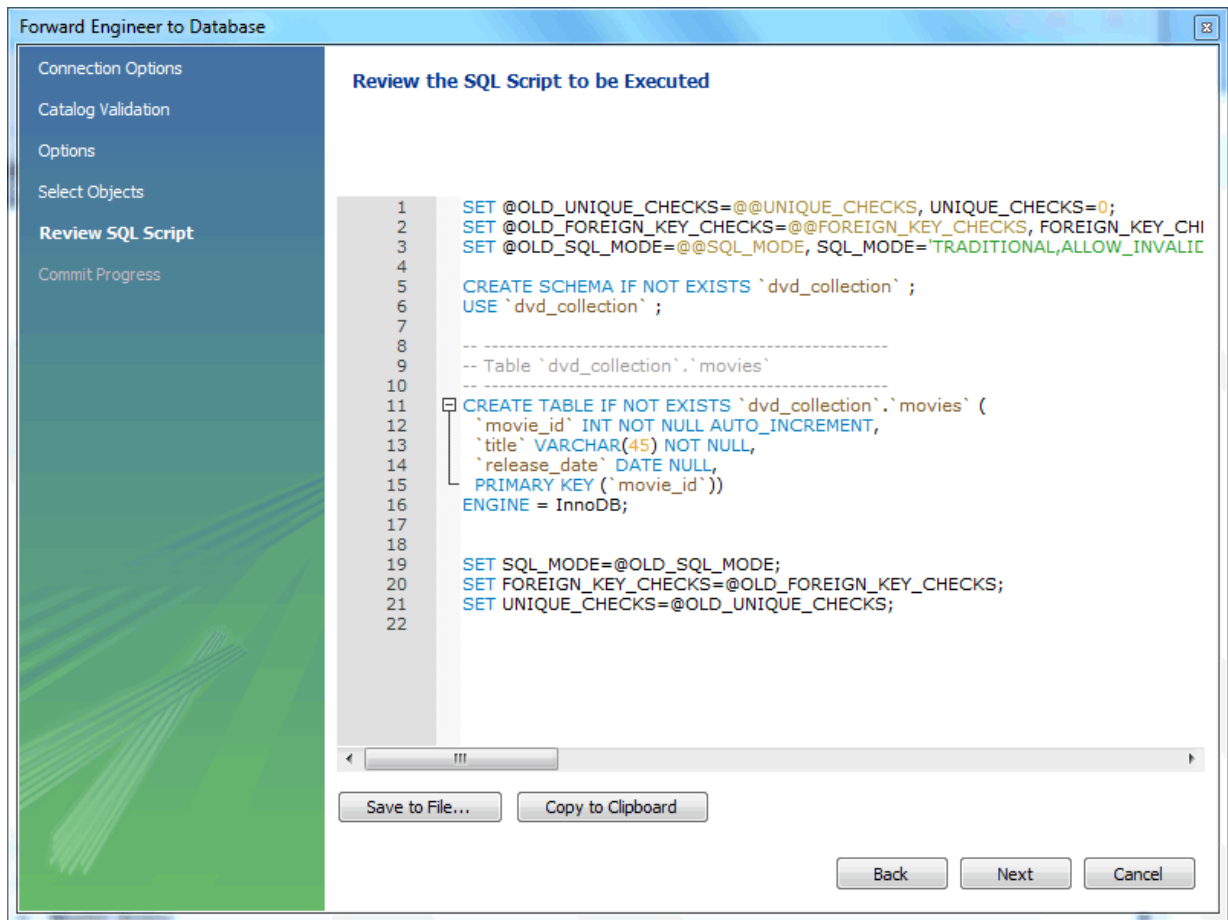 Forward Engineer to Database
Connection Options
Catalog Validation
Options
Select Objects
Review SQL Script
Commit Progress
Review the SQL Script to be Executed
1 SET @OLD_UNIQUE_CHECKS=@@UNIQUE_CHECKS, UNIQUE_CHECKS=0;
2 SET @OLD_FOREIGN_KEY_CHECKS=@@FOREIGN_KEY_CHECKS, FOREIGN_KEY_CHE
3 SET @OLD_SQL_MODE=@@SQL_MODE, SQL_MODE='TRADITIONAL,ALLOW_INVALID
4
5 CREATE SCHEMA IF NOT EXISTS `dvd_collection` ;
6 USE `dvd_collection` ;
7
8 -- -----------------------------------------------------
9 -- Table `dvd_collection`.`movies`
10 -- -----------------------------------------------------
11 CREATE TABLE IF NOT EXISTS `dvd_collection`.`movies` (
12 `movie_id` INT NOT NULL AUTO_INCREMENT,
13 `title` VARCHAR(45) NOT NULL,
14 `release_date` DATE NULL,
15 PRIMARY KEY (`movie_id`))
16 ENGINE = InnoDB;
17
18
19 SET SQL_MODE=@OLD_SQL_MODE;
20 SET FOREIGN_KEY_CHECKS=@OLD_FOREIGN_KEY_CHECKS;
21 SET UNIQUE_CHECKS=@OLD_UNIQUE_CHECKS;
22
Save to File...
Copy to Clipboard
Back
Next
Cancel